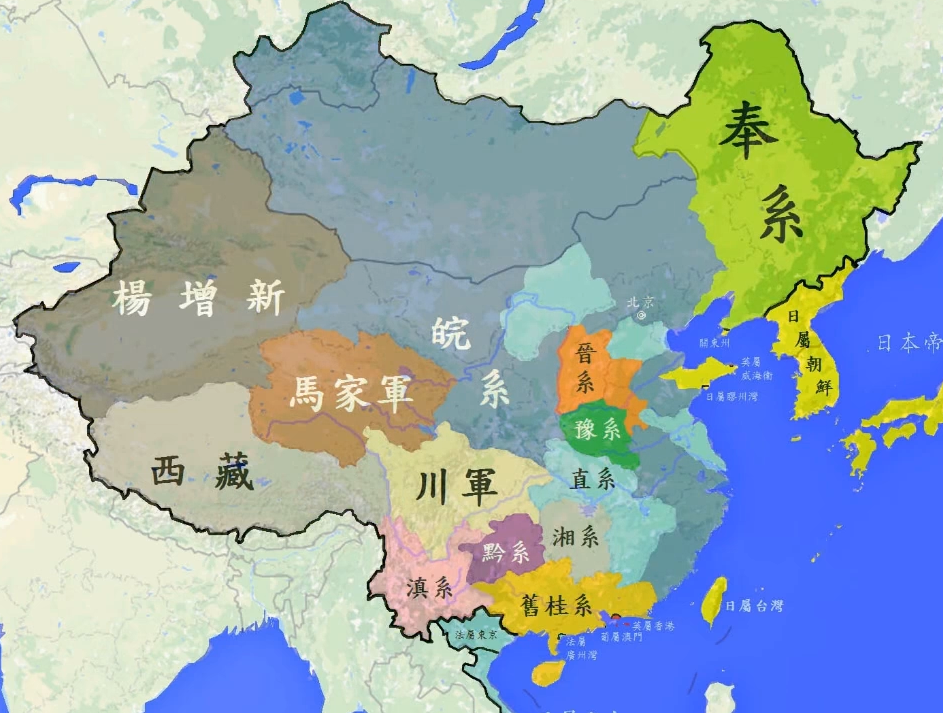 奉系
楊增新
皖系
北京
關東州
日屬朝鮮
日本帝
英屬
威海衛
日屬膠州灣
晉系
馬家軍
豫系
西藏
川軍
直系
湘系
黔系
滇系
舊桂系
日屬台灣
英屬香港
葡屬澳門
法屬
廣州灣
法屬東京